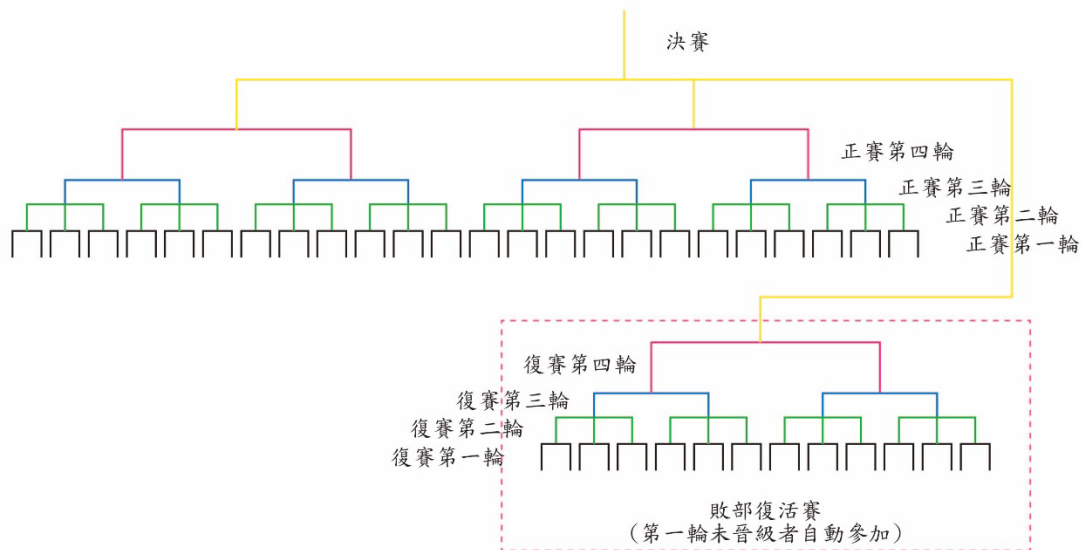 決賽
正賽第四輪
正賽第三輪
正賽第二輪
正賽第一輪
復賽第四輪
復賽第三輪
復賽第二輪
復賽第一輪
敗部復活賽
(第一輪未晉級者自動參加)